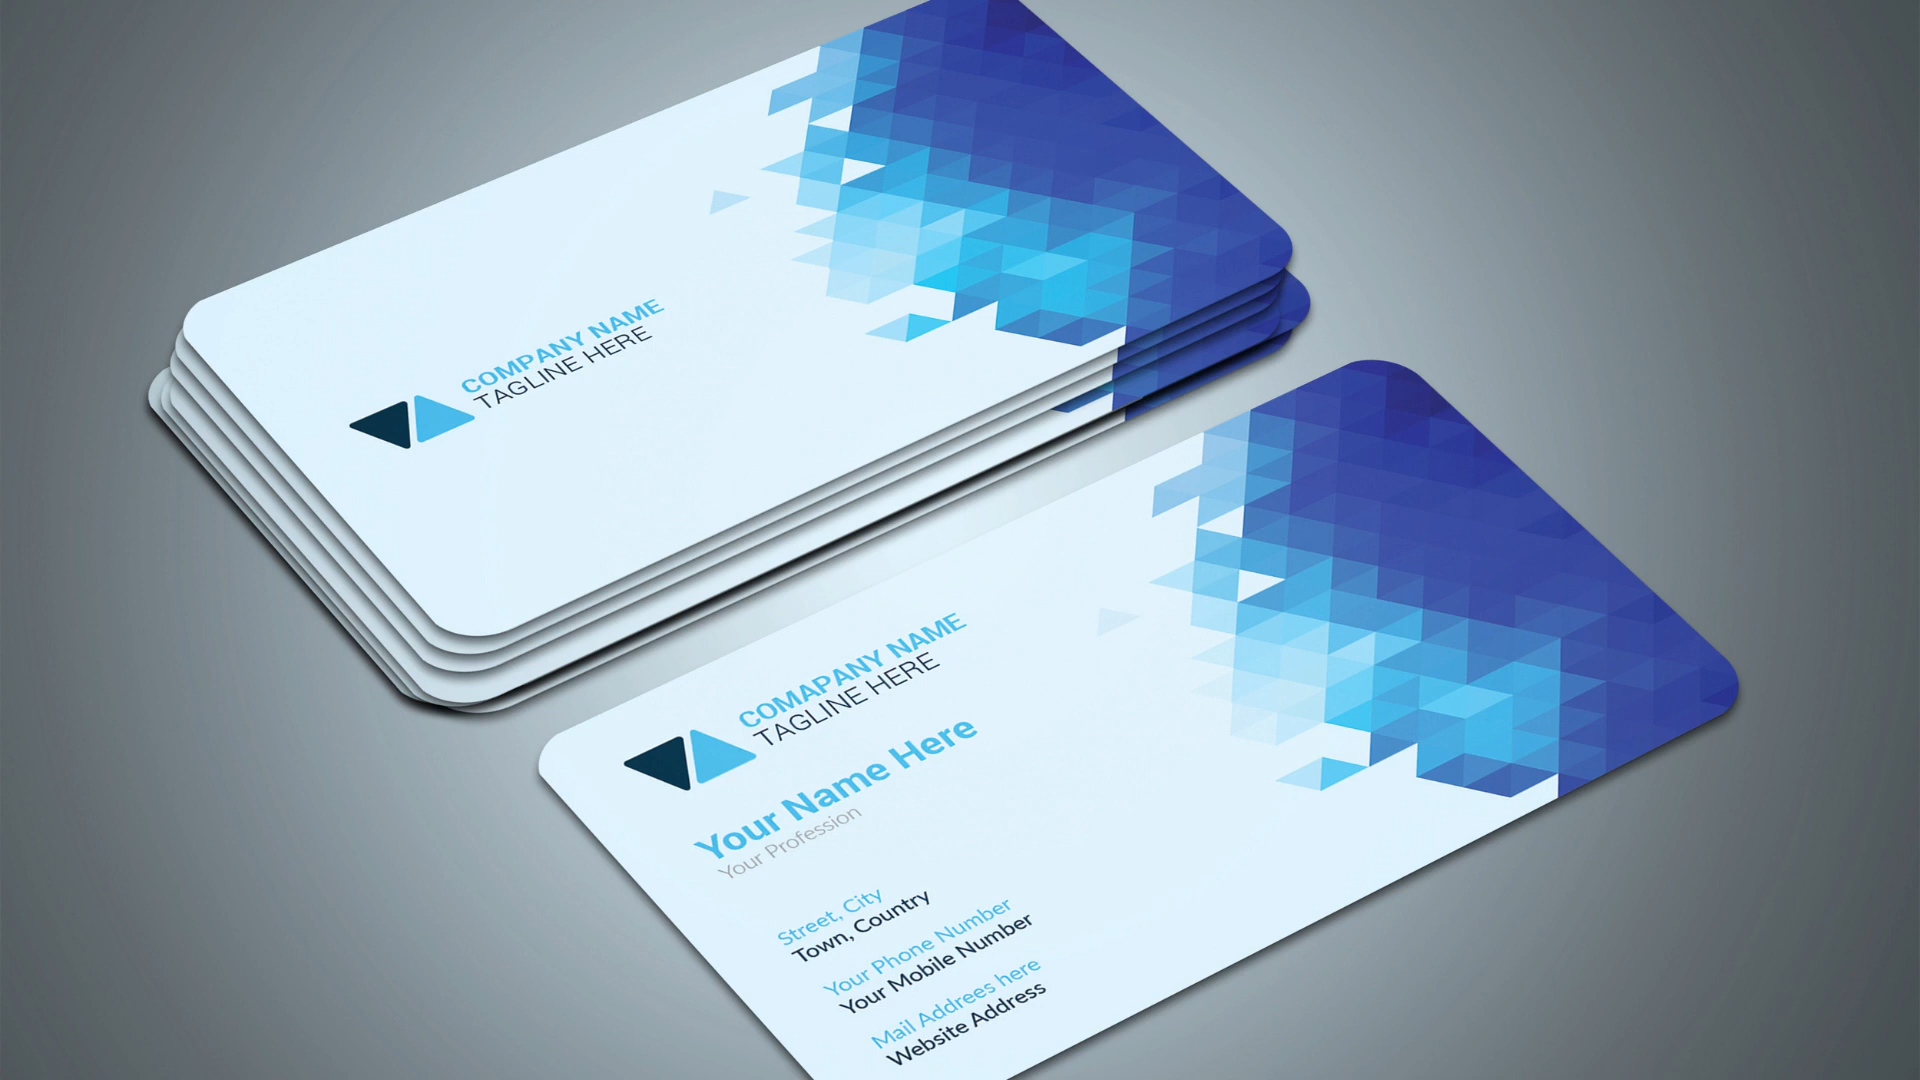 COMPANY NAME
TAGLINE HERE
COMAPANY NAME
TAGLINE HERE
Your Name Here
Your Profession
Street, City
Town, Country
Your Phone Number
Your Mobile Number
Mail Addrees here
Website Address